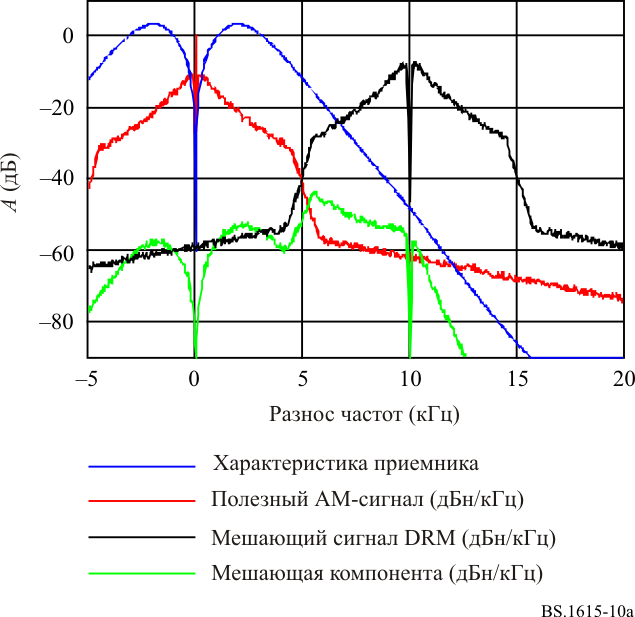 0
–20
–40
–60
–80
A (дБ)
–5 0 5 10 15 20
Разнос частот (кГц)
Характеристика приемника
Полезный АМ-сигнал (дБн/кГц)
Мешающий сигнал DRM (дБн/кГц)
Мешающая компонента (дБн/кГц)
BS.1615-10a